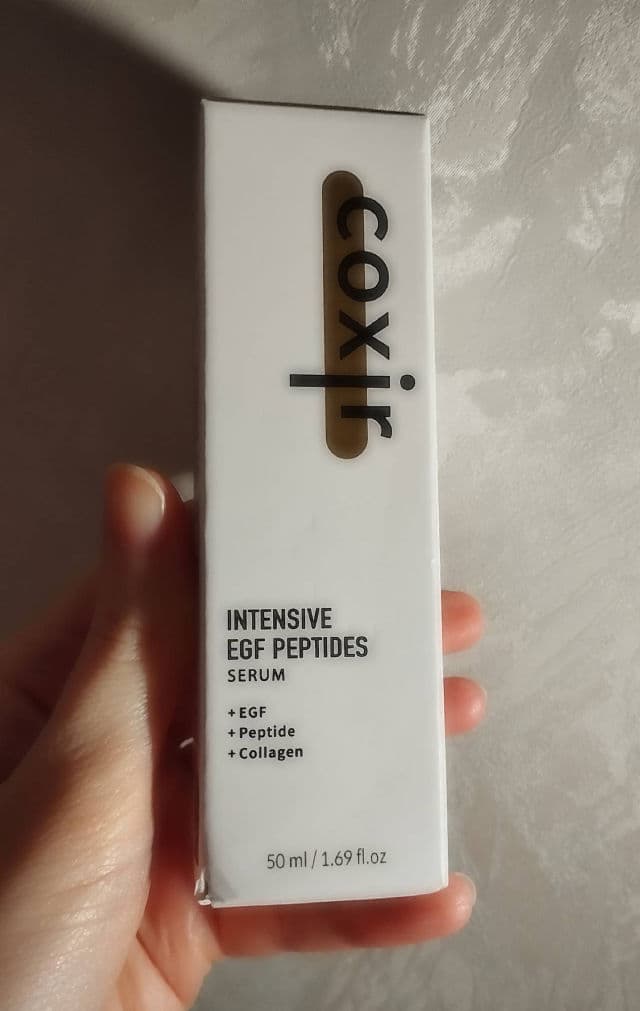 coxir
INTENSIVE
EGF PEPTIDES
SERUM
+EGF
+Peptide
+Collagen
50 ml / 1.69 fl.oz